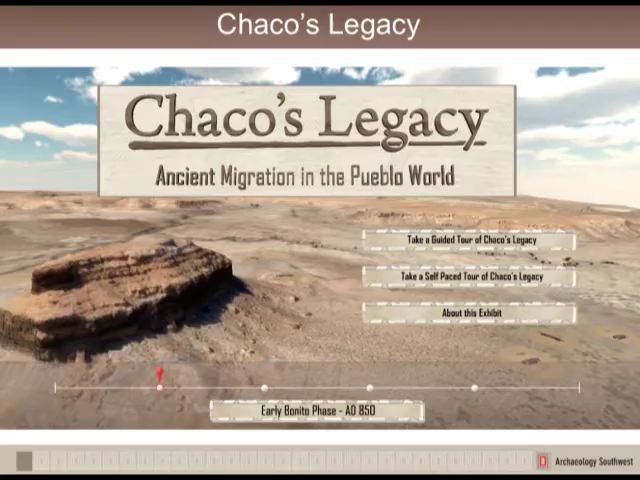 Chaco’s Legacy
Chaco’s Legacy
Ancient Migration in the Pueblo World
Take a Guided Tour of Chaco's Legacy
Take a Self Paced Tour of Chaco's Legacy
About this Exhibit
Early Bonito Phase - AD 850
Archaeology Southwest